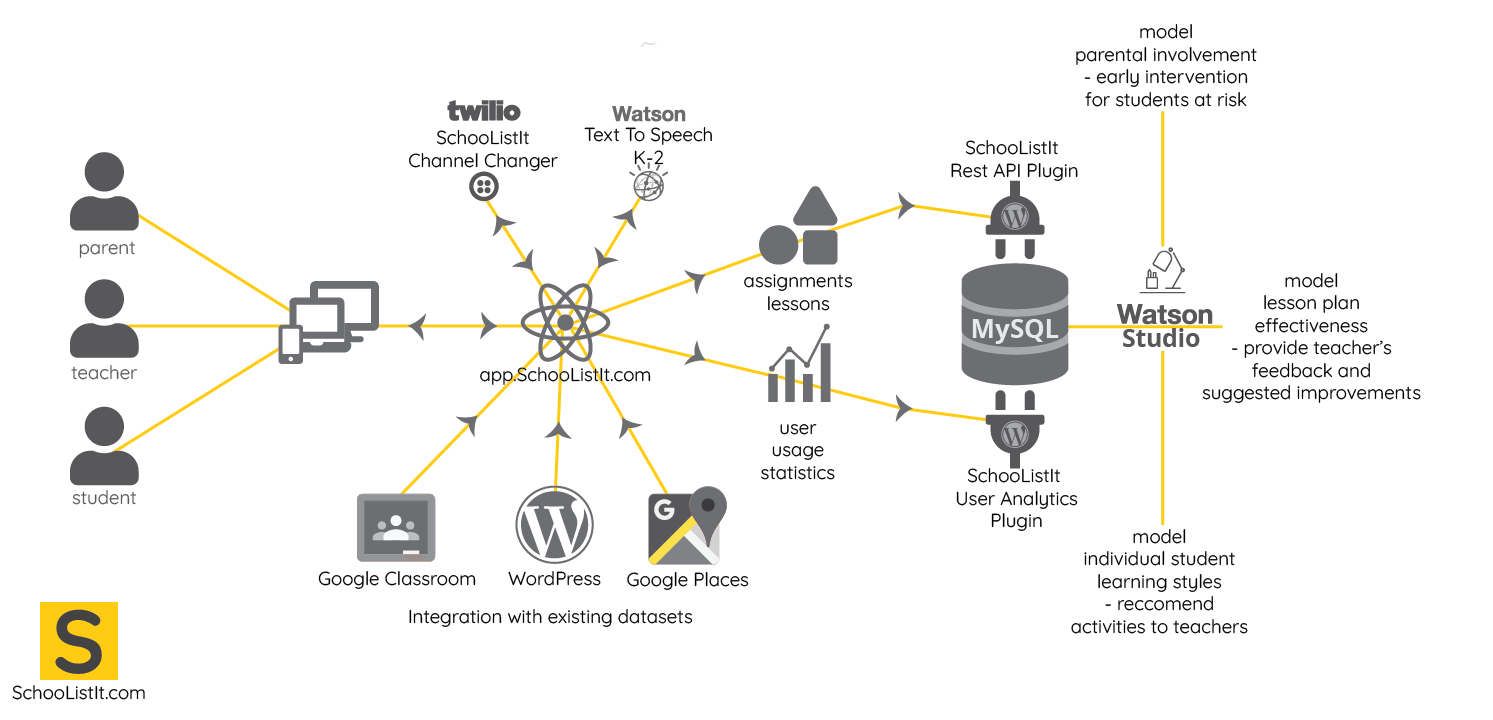 parent
teacher
student
twilio
SchooListIt
Channel Changer
Watson
Text To Speech
K-2
app.SchooListIt.com
Google Classroom
WordPress
G
Google Places
Integration with existing datasets
assignments
lessons
user
usage
statistics
SchooListIt
Rest API Plugin
MySQL
SchooListIt
User Analytics
Plugin
model
parental involvement
- early intervention
for students at risk
Watson
Studio
model
lesson plan
effectiveness
- provide teacher's
feedback and
suggested improvements
model
individual student
learning styles
- reccomend
activities to teachers
S
SchooListIt.com